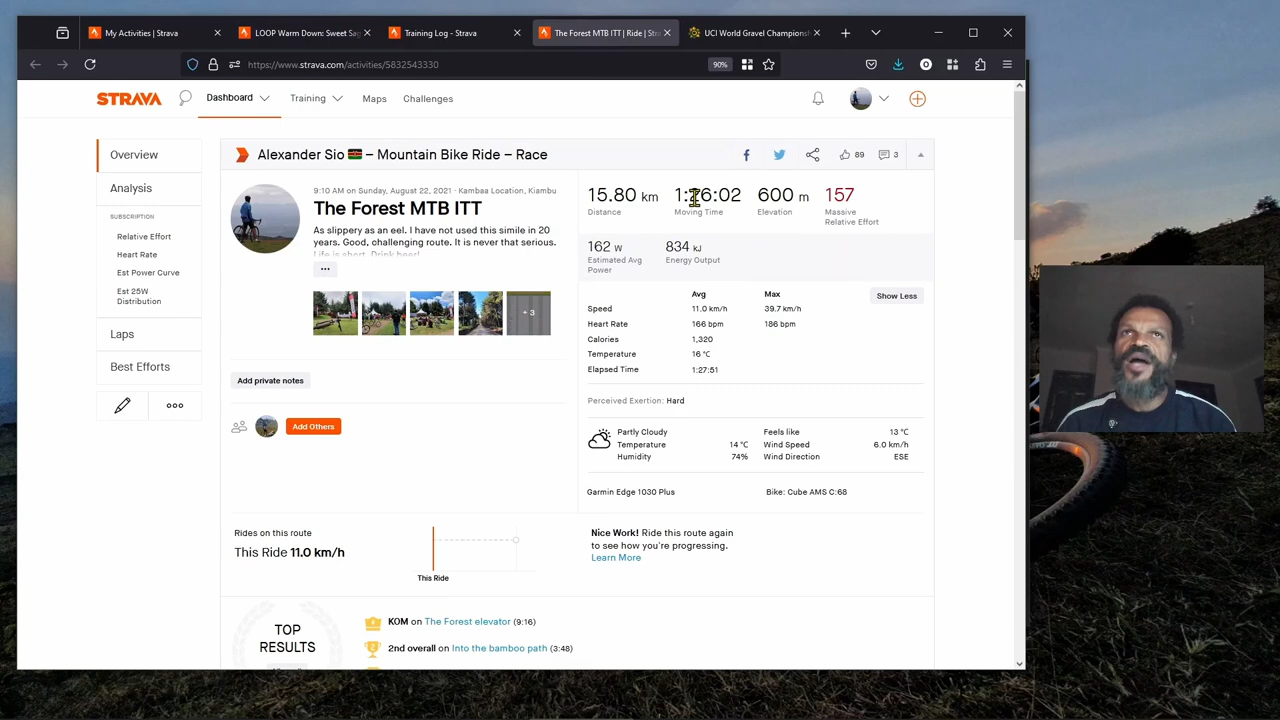 My Activities | Strava
LOOP Warm Down: Sweet Sa
Training Log - Strava
The Forest MTB ITT | Ride | Stra
UCI World Gravel Champions
https://www.strava.com/activities/5832543330
90%
STRAVA
Dashboard
Training
Maps
Challenges
Overview
Analysis
SUBSCRIPTION
Relative Effort
Heart Rate
Est Power Curve
Est 25W
Distribution
Laps
Best Efforts
Alexander Sio 🇰🇪 – Mountain Bike Ride – Race
89
3
9:10 AM on Sunday, August 22, 2021 · Kambaa Location, Kiambu
The Forest MTB ITT
As slippery as an eel. I have not used this simile in 20
years. Good, challenging route. It is never that serious.
Life is short. Drink beer!
+ 3
Add private notes
Add Others
15.80 km
Distance
1:26:02
Moving Time
600 m
Elevation
157
Massive
Relative Effort
162 W
Estimated Avg
Power
834 kJ
Energy Output
Avg Max
Show Less
Speed 11.0 km/h 39.7 km/h
Heart Rate 166 bpm 186 bpm
Calories 1,320
Temperature 16 °C
Elapsed Time 1:27:51
Perceived Exertion: Hard
Partly Cloudy Feels like 13 °C
Temperature 14 °C Wind Speed 6.0 km/h
Humidity 74% Wind Direction ESE
Garmin Edge 1030 Plus Bike: Cube AMS C:68
Rides on this route
This Ride 11.0 km/h
This Ride
Nice Work! Ride this route again
to see how you're progressing.
Learn More
TOP
RESULTS
KOM on The Forest elevator (9:16)
2nd overall on Into the bamboo path (3:48)